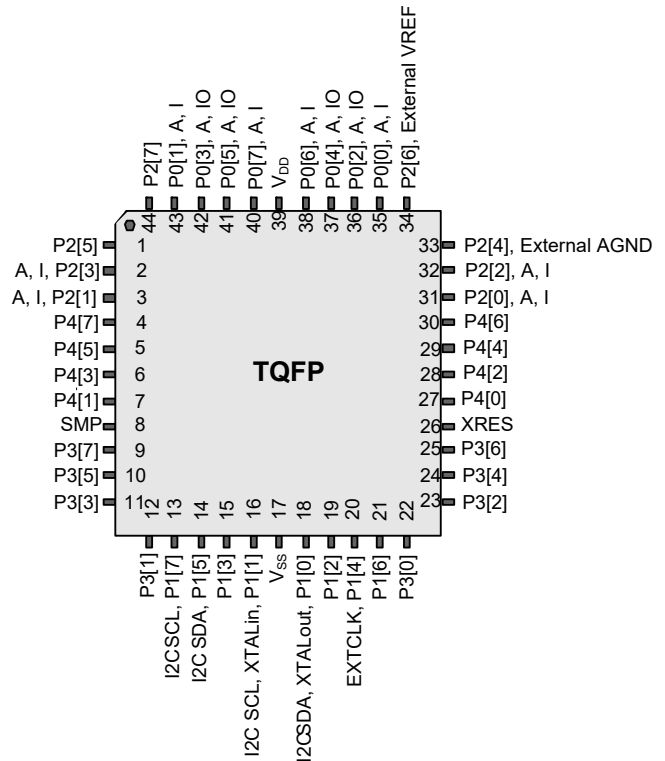 P2[7]
P0[1], A, I
P0[3], A, IO
P0[5], A, IO
P0[7], A, I
VDD
P0[6], A, I
P0[4], A, IO
P0[2], A, IO
P0[0], A, I
P2[6], External VREF
44
43
42
41
40
39
38
37
36
35
34
P2[5] 1
A, I, P2[3] 2
A, I, P2[1] 3
P4[7] 4
P4[5] 5
P4[3] 6
P4[1] 7
SMP 8
P3[7] 9
P3[5] 10
P3[3] 11
TQFP
33 P2[4], External AGND
32 P2[2], A, I
31 P2[0], A, I
30 P4[6]
29 P4[4]
28 P4[2]
27 P4[0]
26 XRES
25 P3[6]
24 P3[4]
23 P3[2]
12
13
14
15
16
17
18
19
20
21
22
P3[1]
I2CSCL, P1[7]
I2C SDA, P1[5]
P1[3]
I2C SCL, XTALin, P1[1]
Vss
I2CSDA, XTALout, P1[0]
P1[2]
EXTCLK, P1[4]
P1[6]
P3[0]